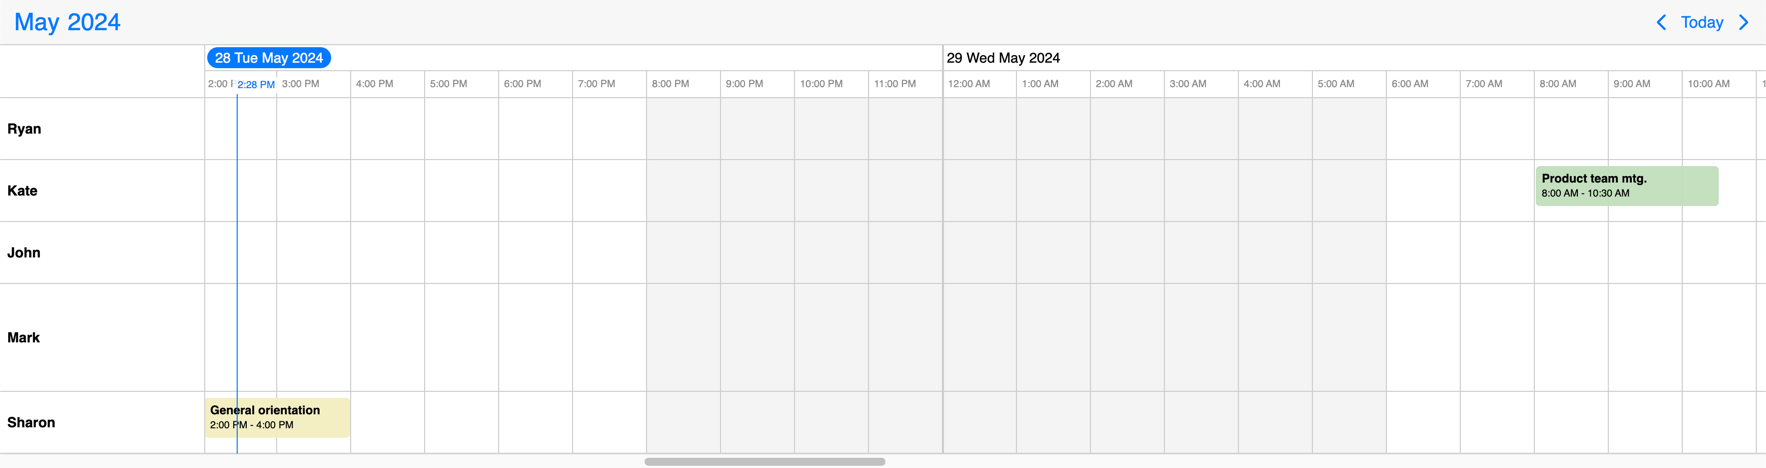 May 2024
Today
28 Tue May 2024
29 Wed May 2024
2:00 2:28 PM 3:00 PM 4:00 PM 5:00 PM 6:00 PM 7:00 PM 8:00 PM 9:00 PM 10:00 PM 11:00 PM 12:00 AM 1:00 AM 2:00 AM 3:00 AM 4:00 AM 5:00 AM 6:00 AM 7:00 AM 8:00 AM 9:00 AM 10:00 AM
Ryan
Kate
Product team mtg.
8:00 AM - 10:30 AM
John
Mark
Sharon
General orientation
2:00 PM - 4:00 PM